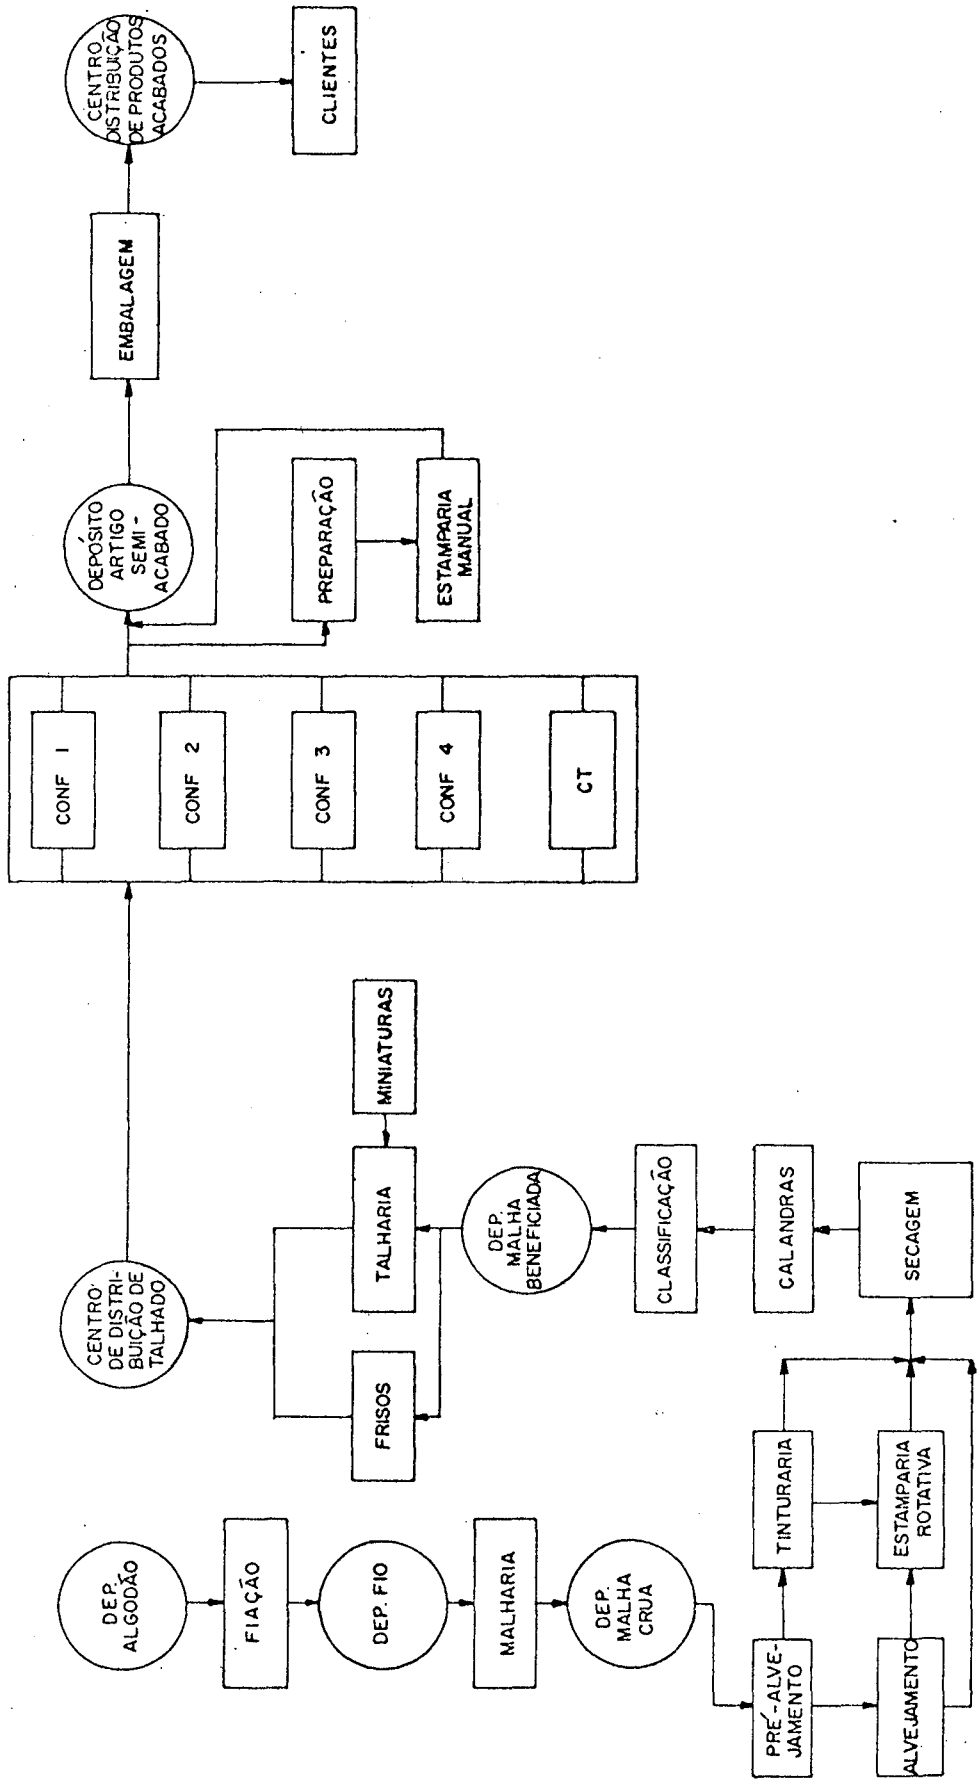 DEP.
ALGODÃO
FIAÇÃO
DEP. FIO
MALHARIA
DEP.
MALHA
CRUA
PRÉ-ALVE-
JAMENTO
ALVEJAMENTO
TINTURARIA
ESTAMPARIA
ROTATIVA
SECAGEM
CALANDRAS
CLASSIFICAÇÃO
DEP.
MALHA
BENEFICIADA
FRISOS
TALHARIA
MINIATURAS
CENTRO
DE DISTRI-
BUIÇÃO DE
TALHADO
CONF 1
CONF 2
CONF 3
CONF 4
CT
PREPARAÇÃO
ESTAMPARIA
MANUAL
DEPÓSITO
ARTIGO
SEMI-
ACABADO
EMBALAGEM
CENTRO
DISTRIBUIÇÃO
DE PRODUTOS
ACABADOS
CLIENTES